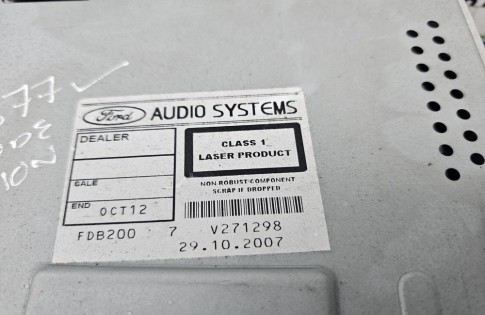 Ford AUDIO SYSTEMS
DEALER
CLASS 1
LASER PRODUCT
CALE
NON ROBUST COMPONENT
SCRAP IF DROPPED
END OCT12
FDB200 7 V271298
29.10.2007